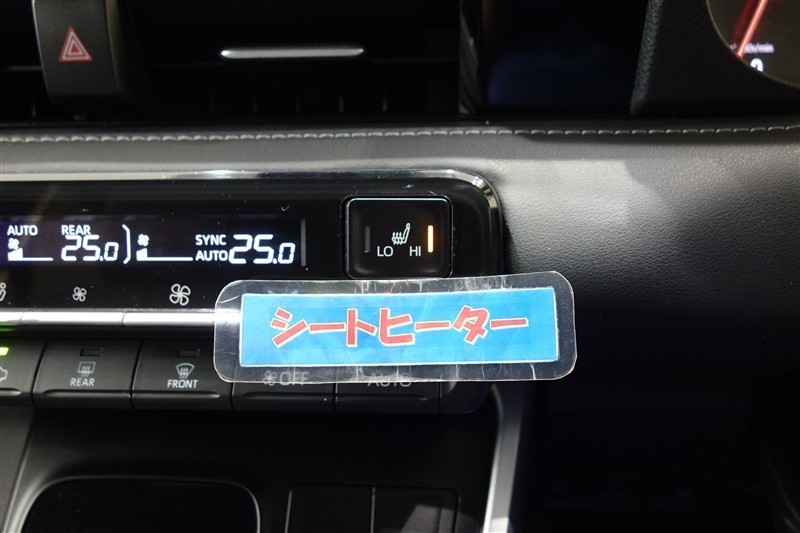 AUTO
REAR
25.0
SYNC
AUTO 25.0
LO
HI
シートヒーター
REAR
FRONT
OFF
AUTO